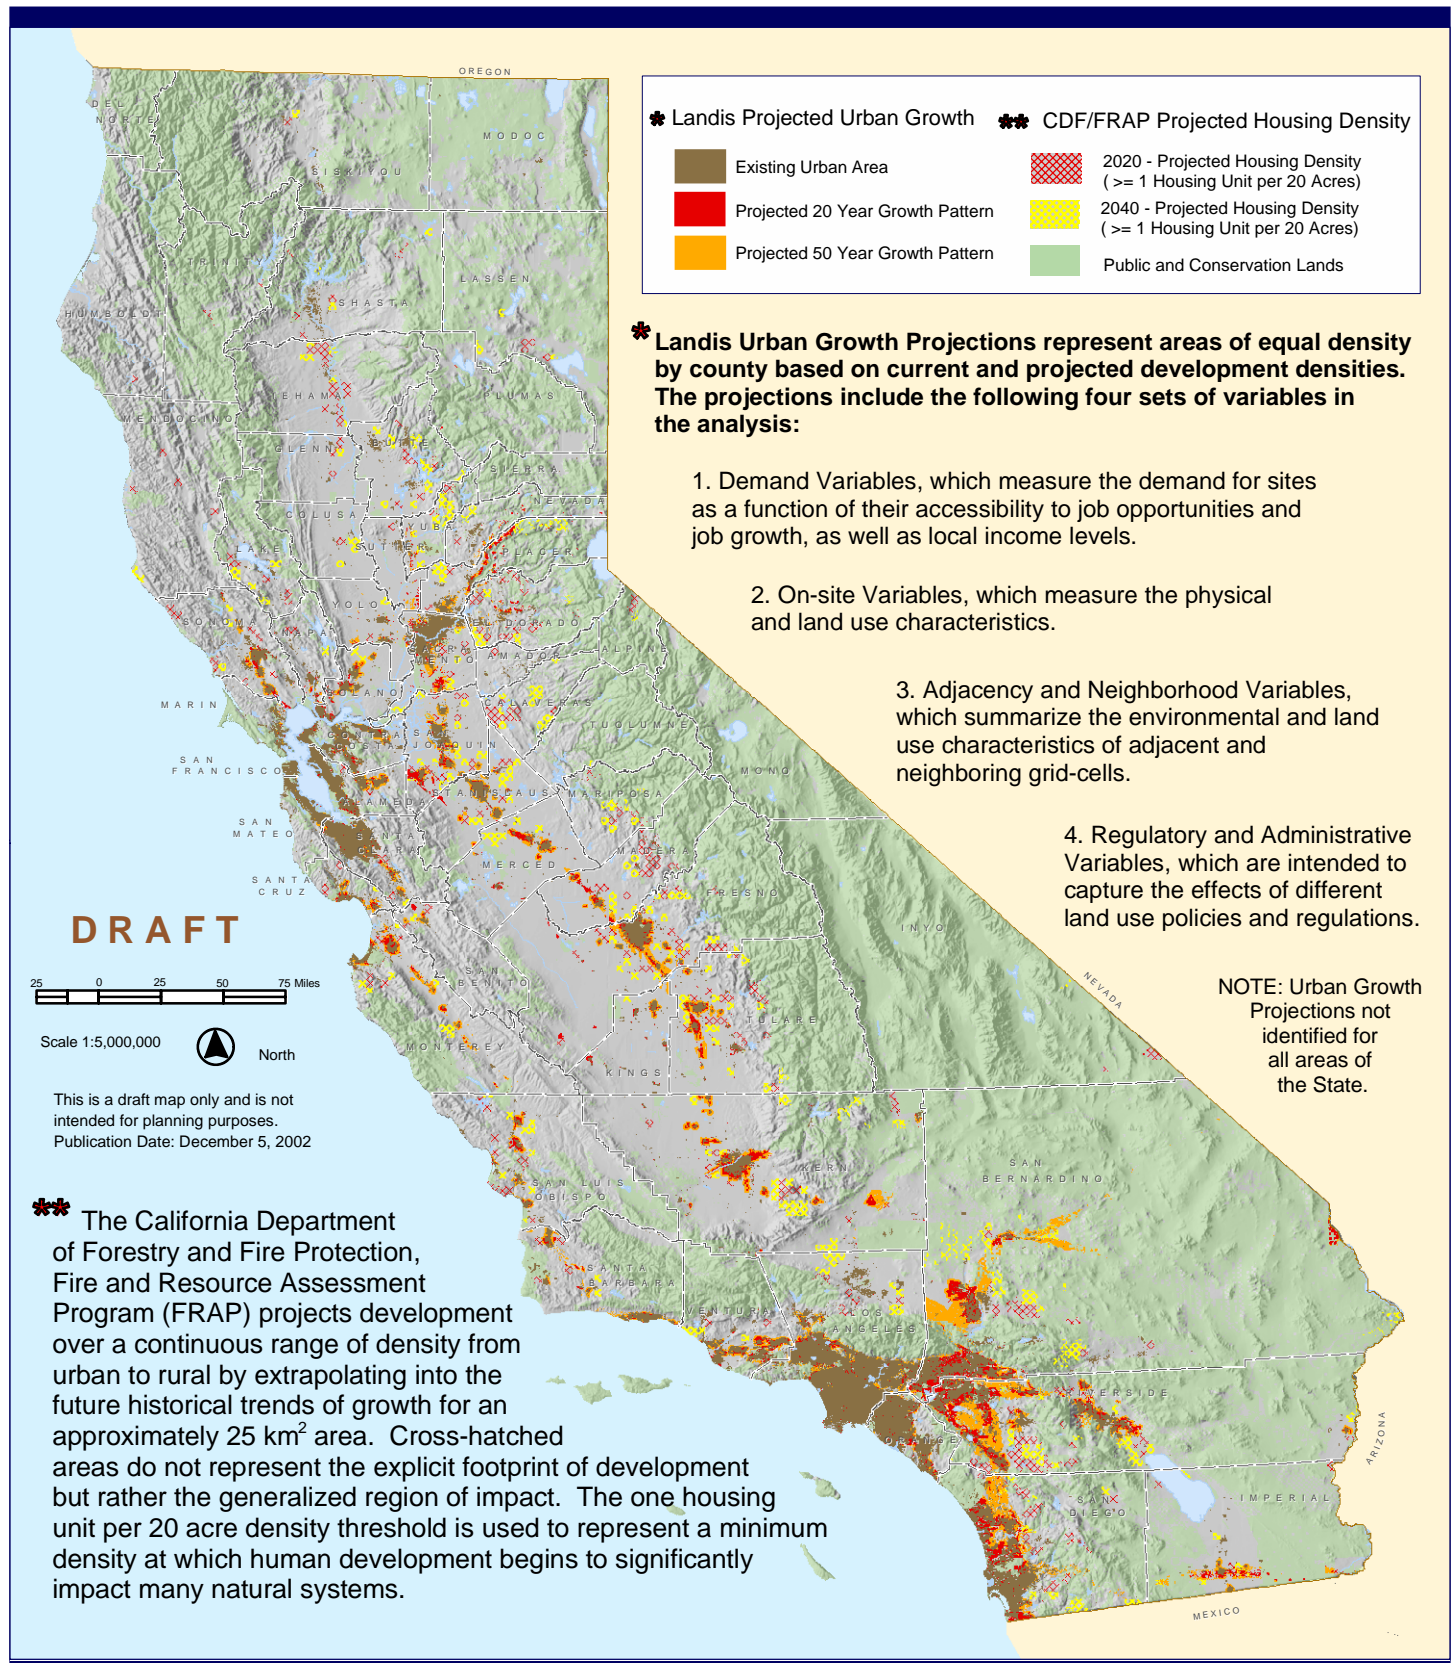 * Landis Projected Urban Growth
Existing Urban Area
Projected 20 Year Growth Pattern
Projected 50 Year Growth Pattern
** CDF/FRAP Projected Housing Density
2020 - Projected Housing Density
( >= 1 Housing Unit per 20 Acres)
2040 - Projected Housing Density
( >= 1 Housing Unit per 20 Acres)
Public and Conservation Lands
* Landis Urban Growth Projections represent areas of equal density
by county based on current and projected development densities.
The projections include the following four sets of variables in
the analysis:
1. Demand Variables, which measure the demand for sites
as a function of their accessibility to job opportunities and
job growth, as well as local income levels.
2. On-site Variables, which measure the physical
and land use characteristics.
3. Adjacency and Neighborhood Variables,
which summarize the environmental and land
use characteristics of adjacent and
neighboring grid-cells.
4. Regulatory and Administrative
Variables, which are intended to
capture the effects of different
land use policies and regulations.
NOTE: Urban Growth
Projections not
identified for
all areas of
the State.
OREGON
DEL
NORTE
SISKIYOU
MODOC
TRINITY
SHASTA
LASSEN
HUMBOLDT
TEHAMA
PLUMAS
MENDOCINO
GLENN
BUTTE
SIERRA
NEVADA
COLUSA
YUBA
LAKE
SUTTER
PLACER
YOLO
SONOMA
NAPA
EL DORADO
SACRA
MENTO
AMADOR
ALPINE
SOLANO
MARIN
CALAVERAS
TUOLUMNE
CONTRA
COSTA
SAN
JOAQUIN
SAN
FRANCISCO
MONO
ALAMEDA
STANISLAUS
MARIPOSA
SAN
MATEO
SANTA
CLARA
MERCED
MADERA
SANTA
CRUZ
FRESNO
INYO
SAN
BENITO
NEVADA
TULARE
MONTEREY
KINGS
SAN LUIS
OBISPO
KERN
SAN
BERNARDINO
SANTA
BARBARA
VENTURA
LOS
ANGELES
RIVERSIDE
ORANGE
ARIZONA
SAN
DIEGO
IMPERIAL
MEXICO
DRAFT
25 0 25 50 75 Miles
Scale 1:5,000,000
North
This is a draft map only and is not
intended for planning purposes.
Publication Date: December 5, 2002
** The California Department
of Forestry and Fire Protection,
Fire and Resource Assessment
Program (FRAP) projects development
over a continuous range of density from
urban to rural by extrapolating into the
future historical trends of growth for an
approximately 25 km² area. Cross-hatched
areas do not represent the explicit footprint of development
but rather the generalized region of impact. The one housing
unit per 20 acre density threshold is used to represent a minimum
density at which human development begins to significantly
impact many natural systems.